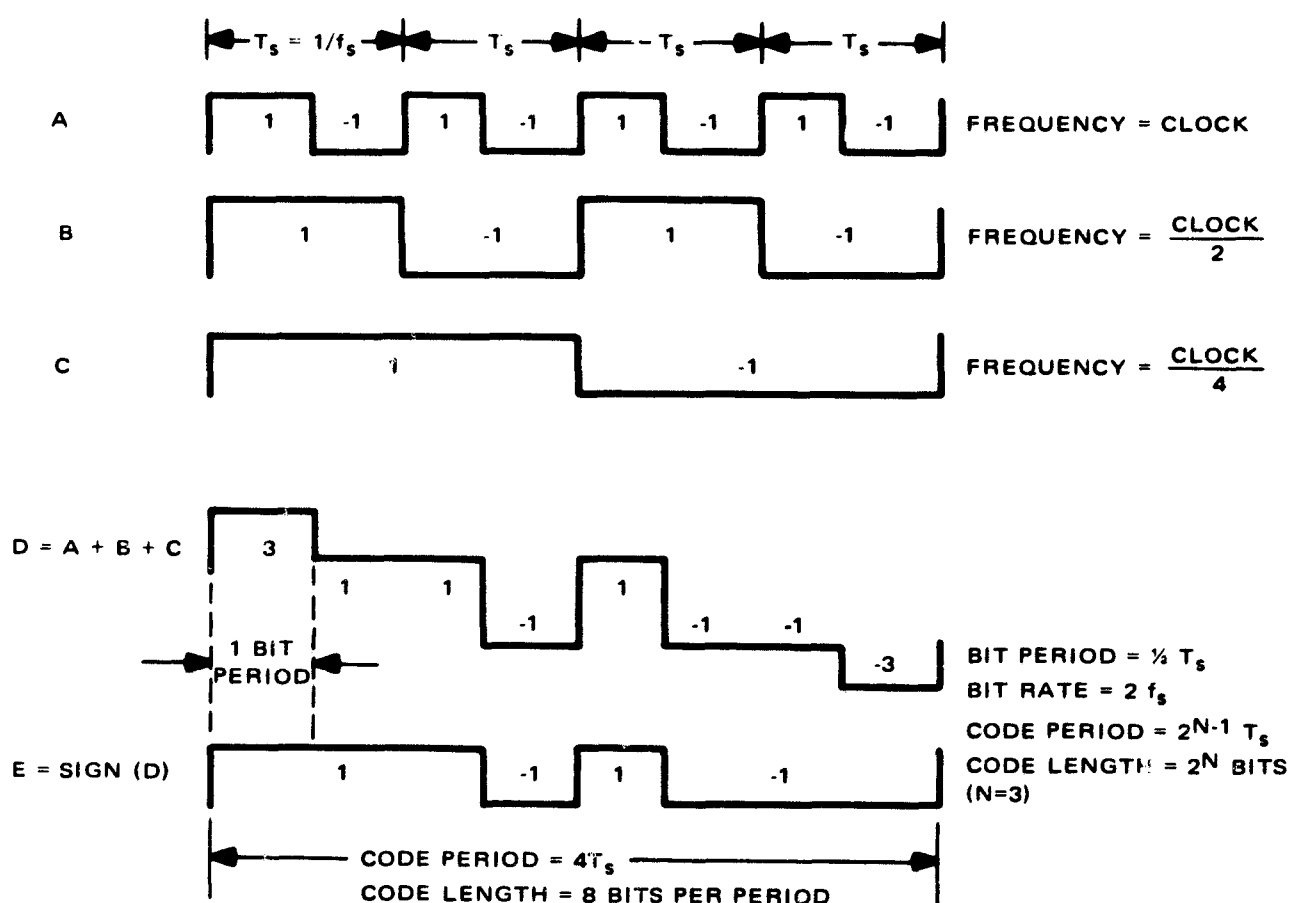 T_s = 1/f_s T_s - T_s T_s
A 1 -1 1 -1 1 -1 1 -1 FREQUENCY = CLOCK
B 1 -1 1 -1 FREQUENCY = CLOCK/2
C 1 -1 FREQUENCY = CLOCK/4
D = A + B + C 3 1 1 -1 1 -1 -1 -3
1 BIT PERIOD
BIT PERIOD = ½ T_s
BIT RATE = 2 f_s
CODE PERIOD = 2^N-1 T_s
CODE LENGTH = 2^N BITS
(N=3)
E = SIGN (D) 1 -1 1 -1
CODE PERIOD = 4T_s
CODE LENGTH = 8 BITS PER PERIOD